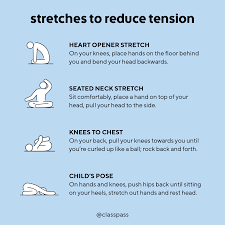 stretches to reduce tension
HEART OPENER STRETCH
On your knees, place hands on the floor behind
you and bend your head backwards.
SEATED NECK STRETCH
Sit comfortably, place a hand on top of your
head, pull your head to the side.
KNEES TO CHEST
On your back, pull your knees towards you until
you're curled up like a ball; rock back and forth.
CHILD'S POSE
On hands and knees, push hips back until sitting
on your heels, stretch out hands and rest head.
@classpass